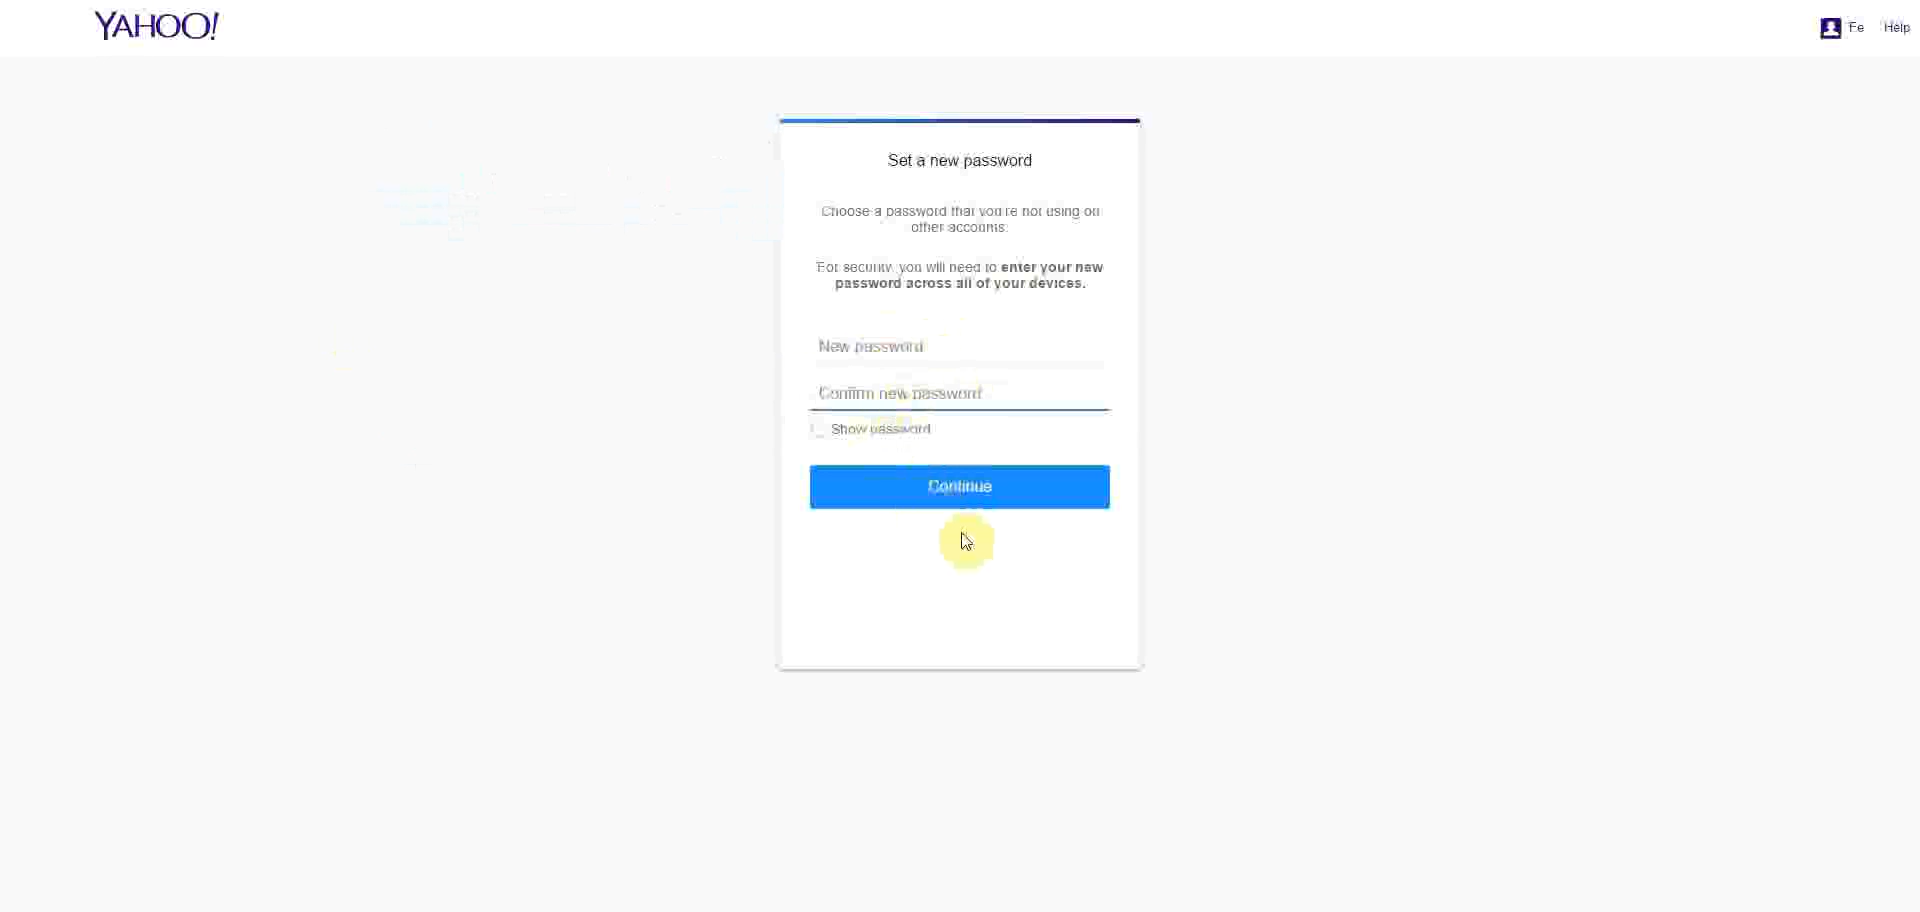 YAHOO!
Fe Help
Set a new password
Choose a password that you're not using on
other accounts.
For security, you will need to enter your new
password across all of your devices.
New password
Confirm new password
Show password
Continue